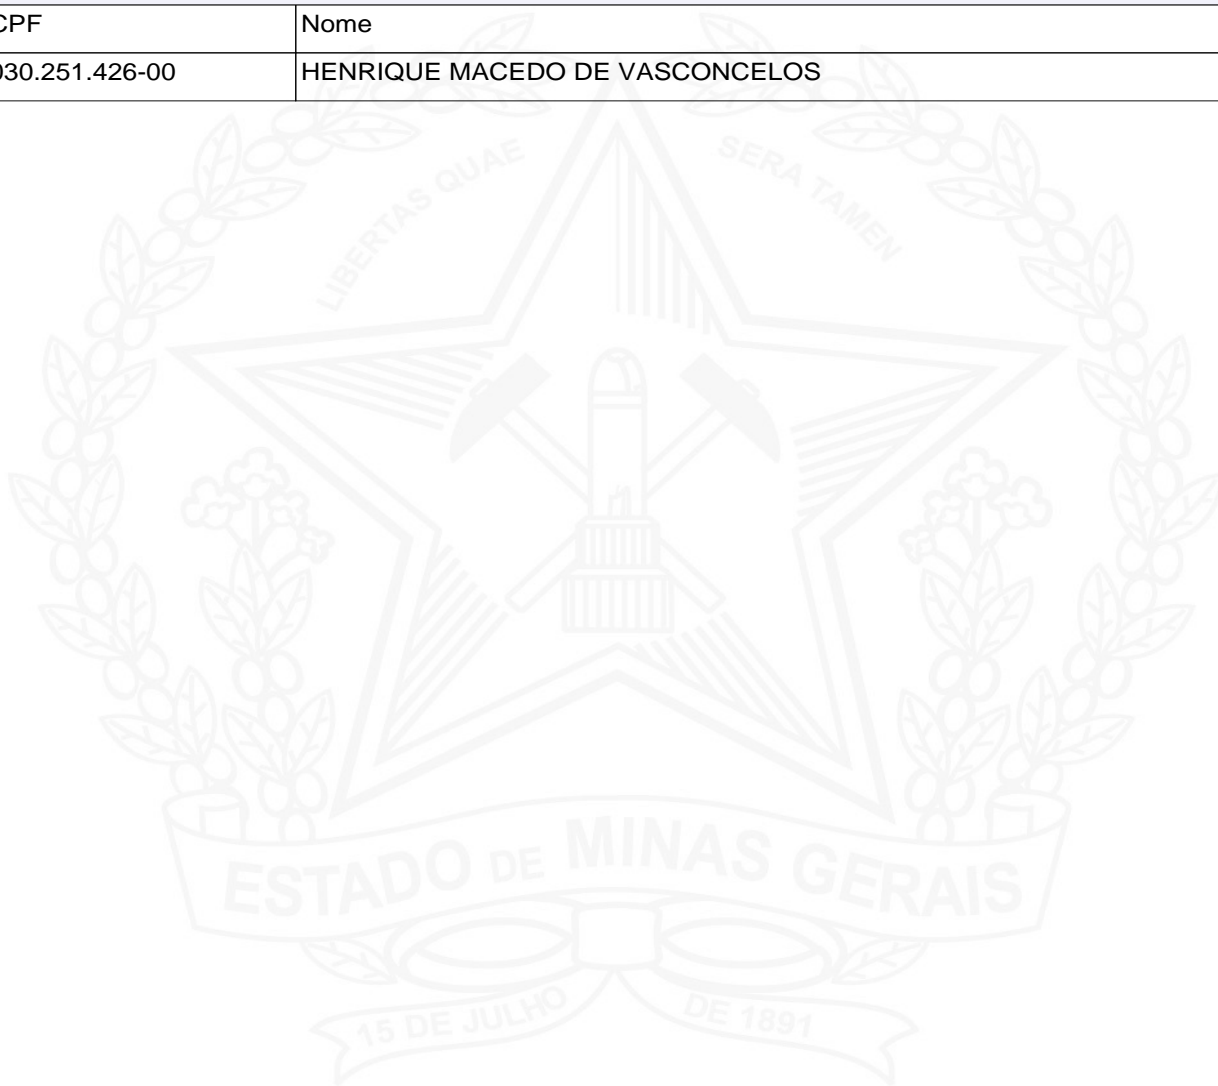 CPF Nome
030.251.426-00 HENRIQUE MACEDO DE VASCONCELOS
LIBERTAS QUAE SERA TAMEN
ESTADO DE MINAS GERAIS
15 DE JULHO DE 1891